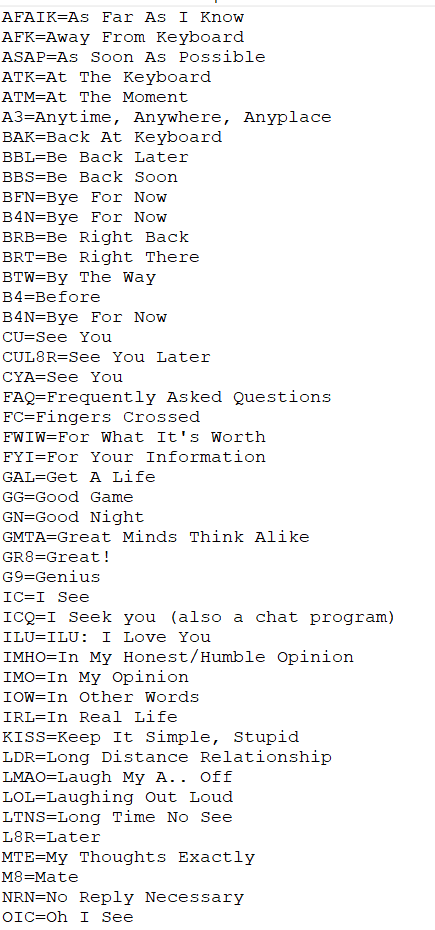 AFAIK=As Far As I Know
AFK=Away From Keyboard
ASAP=As Soon As Possible
ATK=At The Keyboard
ATM=At The Moment
A3=Anytime, Anywhere, Anyplace
BAK=Back At Keyboard
BBL=Be Back Later
BBS=Be Back Soon
BFN=Bye For Now
B4N=Bye For Now
BRB=Be Right Back
BRT=Be Right There
BTW=By The Way
B4=Before
B4N=Bye For Now
CU=See You
CUL8R=See You Later
CYA=See You
FAQ=Frequently Asked Questions
FC=Fingers Crossed
FWIW=For What It's Worth
FYI=For Your Information
GAL=Get A Life
GG=Good Game
GN=Good Night
GMTA=Great Minds Think Alike
GR8=Great!
G9=Genius
IC=I See
ICQ=I Seek you (also a chat program)
ILU=ILU: I Love You
IMHO=In My Honest/Humble Opinion
IMO=In My Opinion
IOW=In Other Words
IRL=In Real Life
KISS=Keep It Simple, Stupid
LDR=Long Distance Relationship
LMAO=Laugh My A.. Off
LOL=Laughing Out Loud
LTNS=Long Time No See
L8R=Later
MTE=My Thoughts Exactly
M8=Mate
NRN=No Reply Necessary
OIC=Oh I See